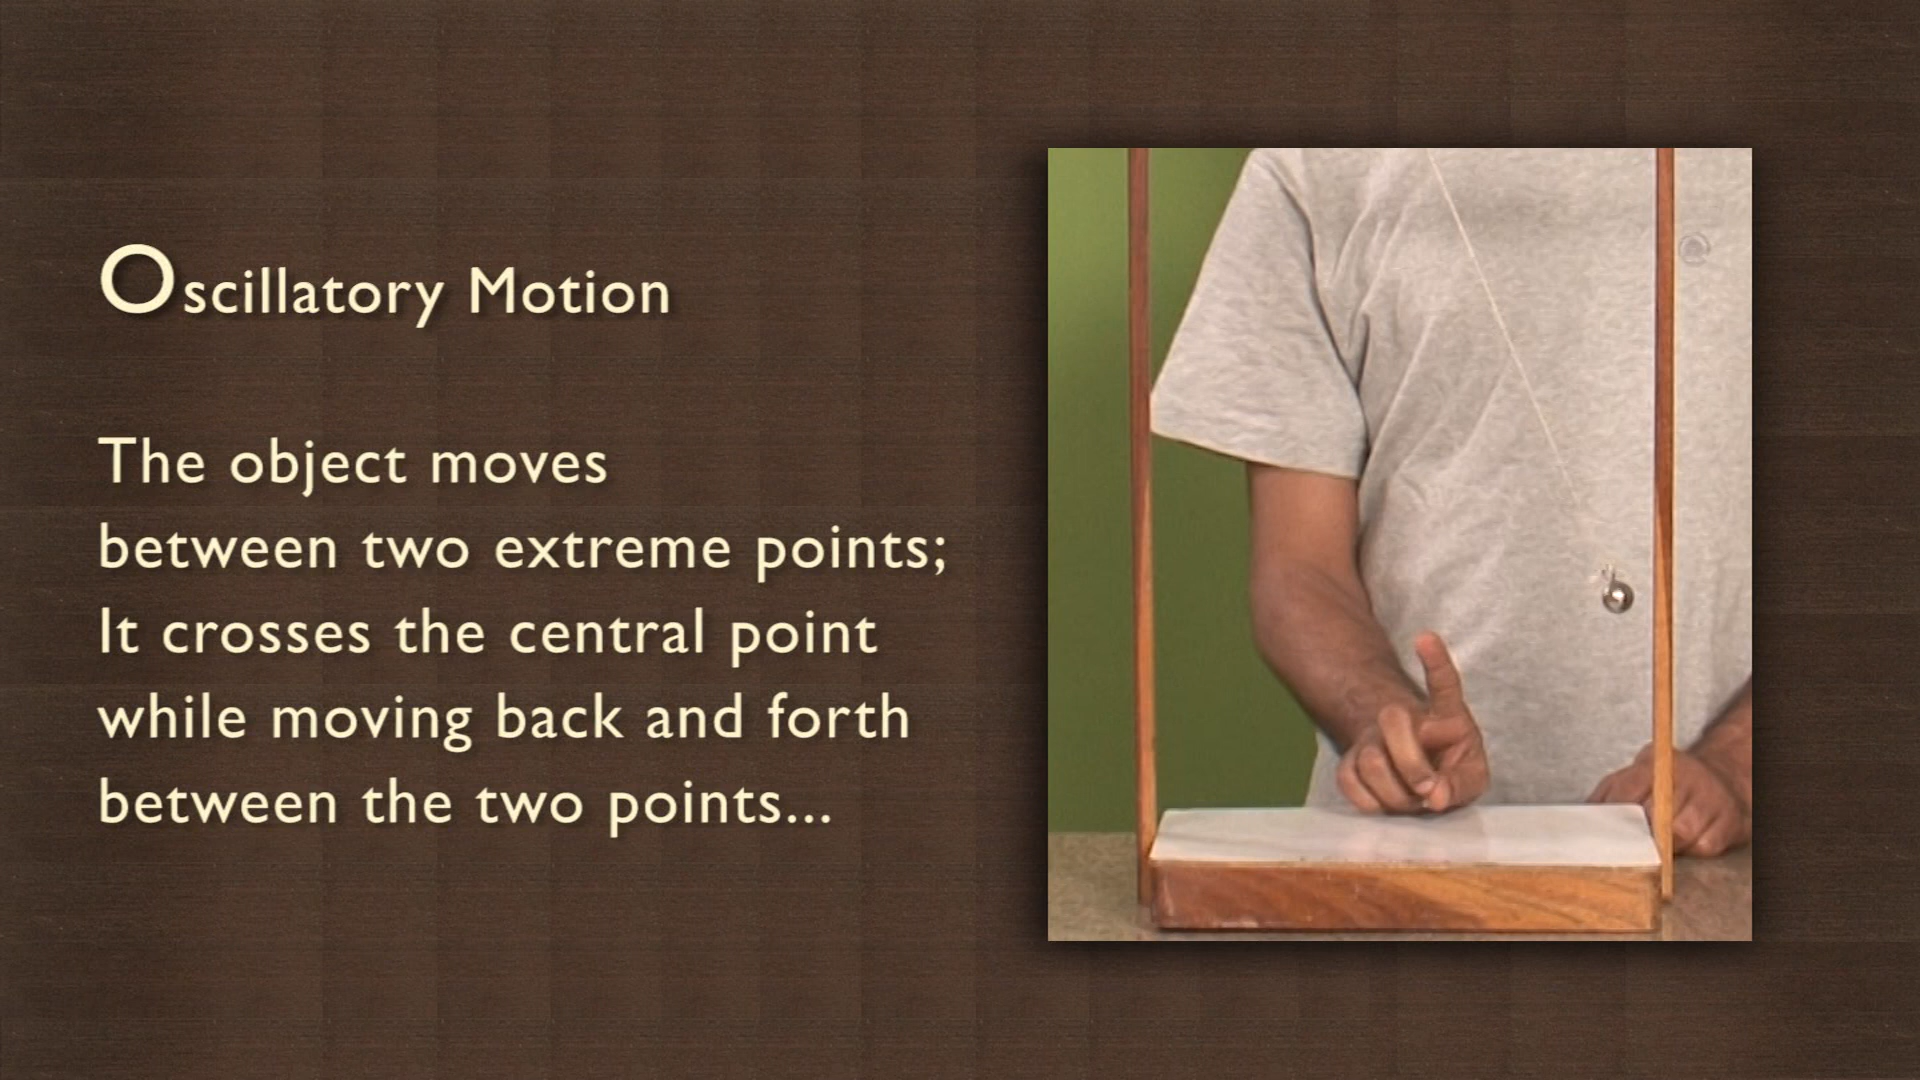 Oscillatory Motion
The object moves
between two extreme points;
It crosses the central point
while moving back and forth
between the two points...